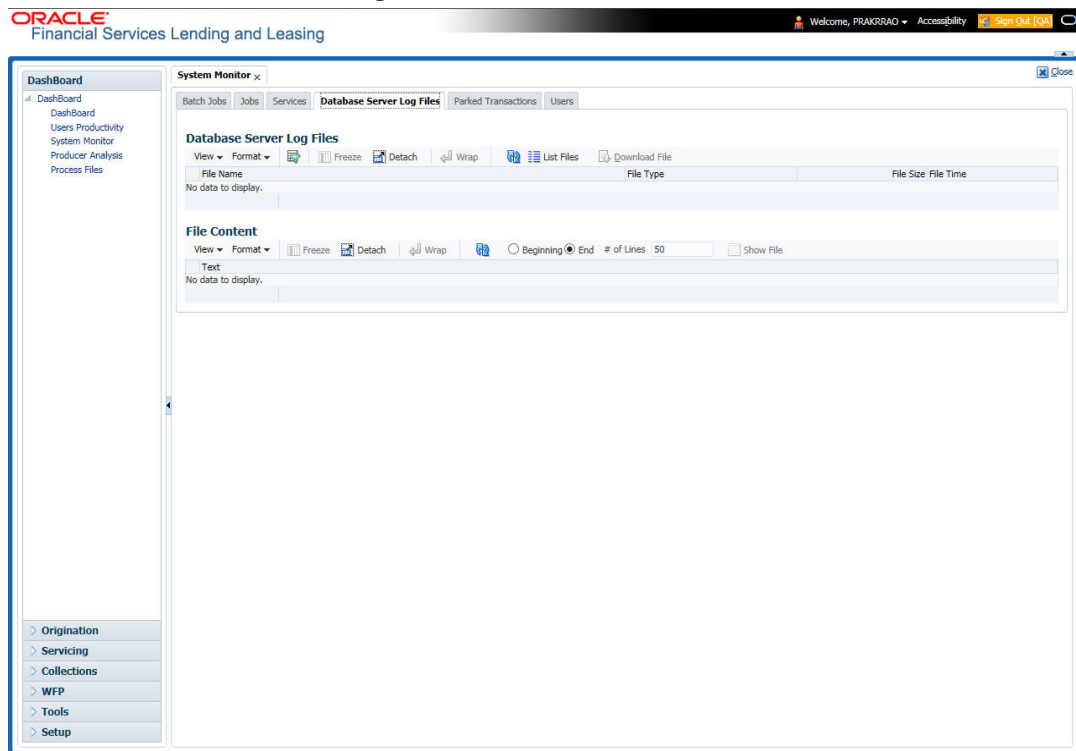 ORACLE
Financial Services Lending and Leasing
Welcome, PRAKRRAO Accessibility Sign Out [QA]
Close
DashBoard
DashBoard
DashBoard
Users Productivity
System Monitor
Producer Analysis
Process Files
Origination
Servicing
Collections
WFP
Tools
Setup
System Monitor x
Batch Jobs Jobs Services Database Server Log Files Parked Transactions Users
Database Server Log Files
View Format Freeze Detach Wrap List Files Download File
File Name File Type File Size File Time
No data to display.
File Content
View Format Freeze Detach Wrap Beginning End # of Lines 50 Show File
Text
No data to display.